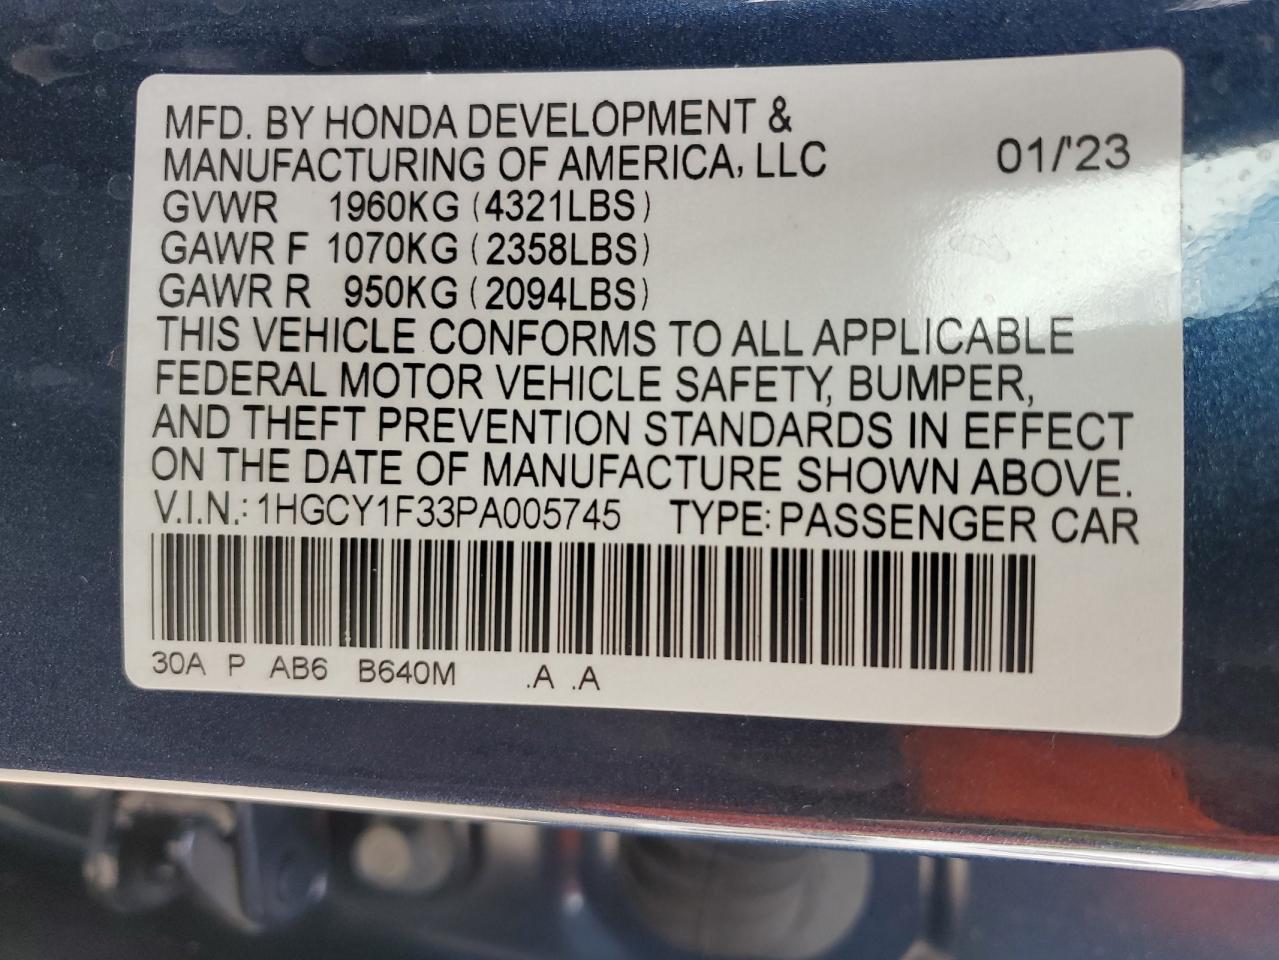 MFD. BY HONDA DEVELOPMENT &
MANUFACTURING OF AMERICA, LLC 01/'23
GVWR 1960KG (4321LBS)
GAWR F 1070KG (2358LBS)
GAWR R 950KG (2094LBS)
THIS VEHICLE CONFORMS TO ALL APPLICABLE
FEDERAL MOTOR VEHICLE SAFETY, BUMPER,
AND THEFT PREVENTION STANDARDS IN EFFECT
ON THE DATE OF MANUFACTURE SHOWN ABOVE.
V.I.N.: 1HGCY1F33PA005745 TYPE: PASSENGER CAR
30A P AB6 B640M .A .A